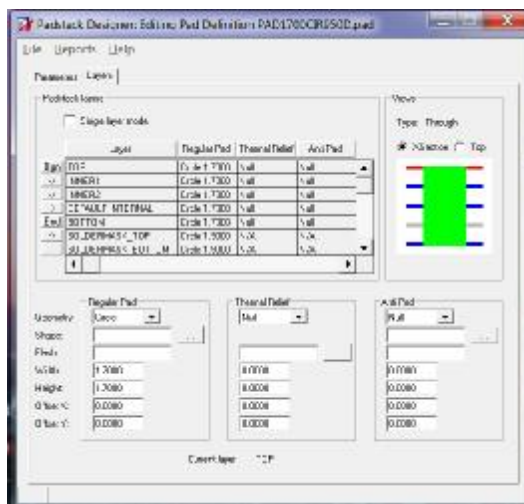 Padstack Designer: Editing Pad Definition
File Reports Help
Parameters Layers
Padstack layers
Single layer mode
Layer Regular Pad Thermal Relief Anti Pad
Bgn TOP Circle 1.7000 Null Null
-> INNER1 Circle 1.7000 Null Null
-> INNER2 Circle 1.7000 Null Null
-> DEFAULT INTERNAL Circle 1.7000 Null Null
End BOTTOM Circle 1.7000 Null Null
-> SOLDERMASK_TOP Circle 1.9000 N/A N/A
Circle 1.9000 N/A N/A
Views
Type: Through
XSection Top
Regular Pad Thermal Relief Anti Pad
Geometry: Circle Null Null
Shape:
Flash:
Width: 1.7000 0.0000 0.0000
Height: 1.7000 0.0000 0.0000
Offset X: 0.0000 0.0000 0.0000
Offset Y: 0.0000 0.0000 0.0000
Current layer: TOP